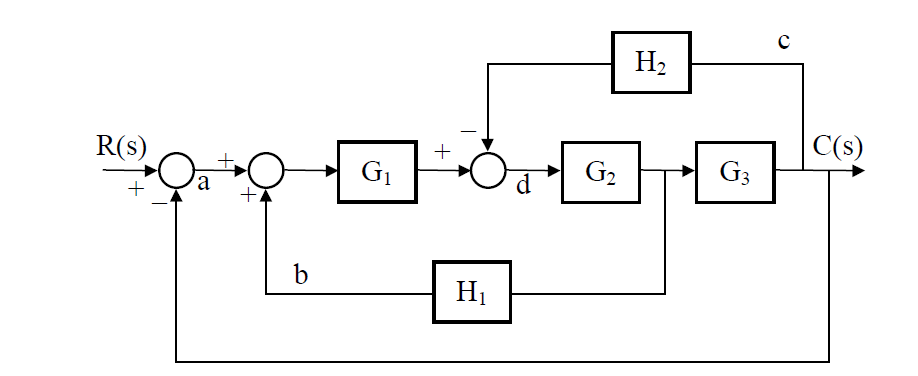 c
H₂
R(s)
+
−
a
+
+
G₁
+
−
d
G₂
G₃
C(s)
b
H₁